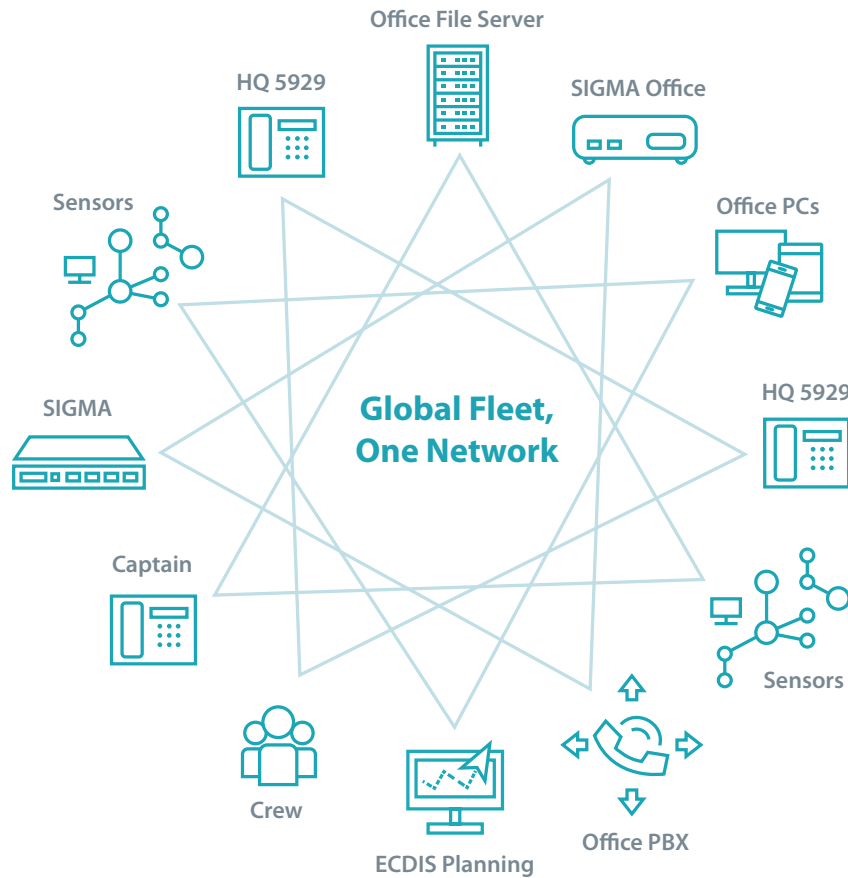 Office File Server
HQ 5929
SIGMA Office
Sensors
Office PCs
HQ 5929
SIGMA
Global Fleet,
One Network
Captain
Sensors
Crew
Office PBX
ECDIS Planning